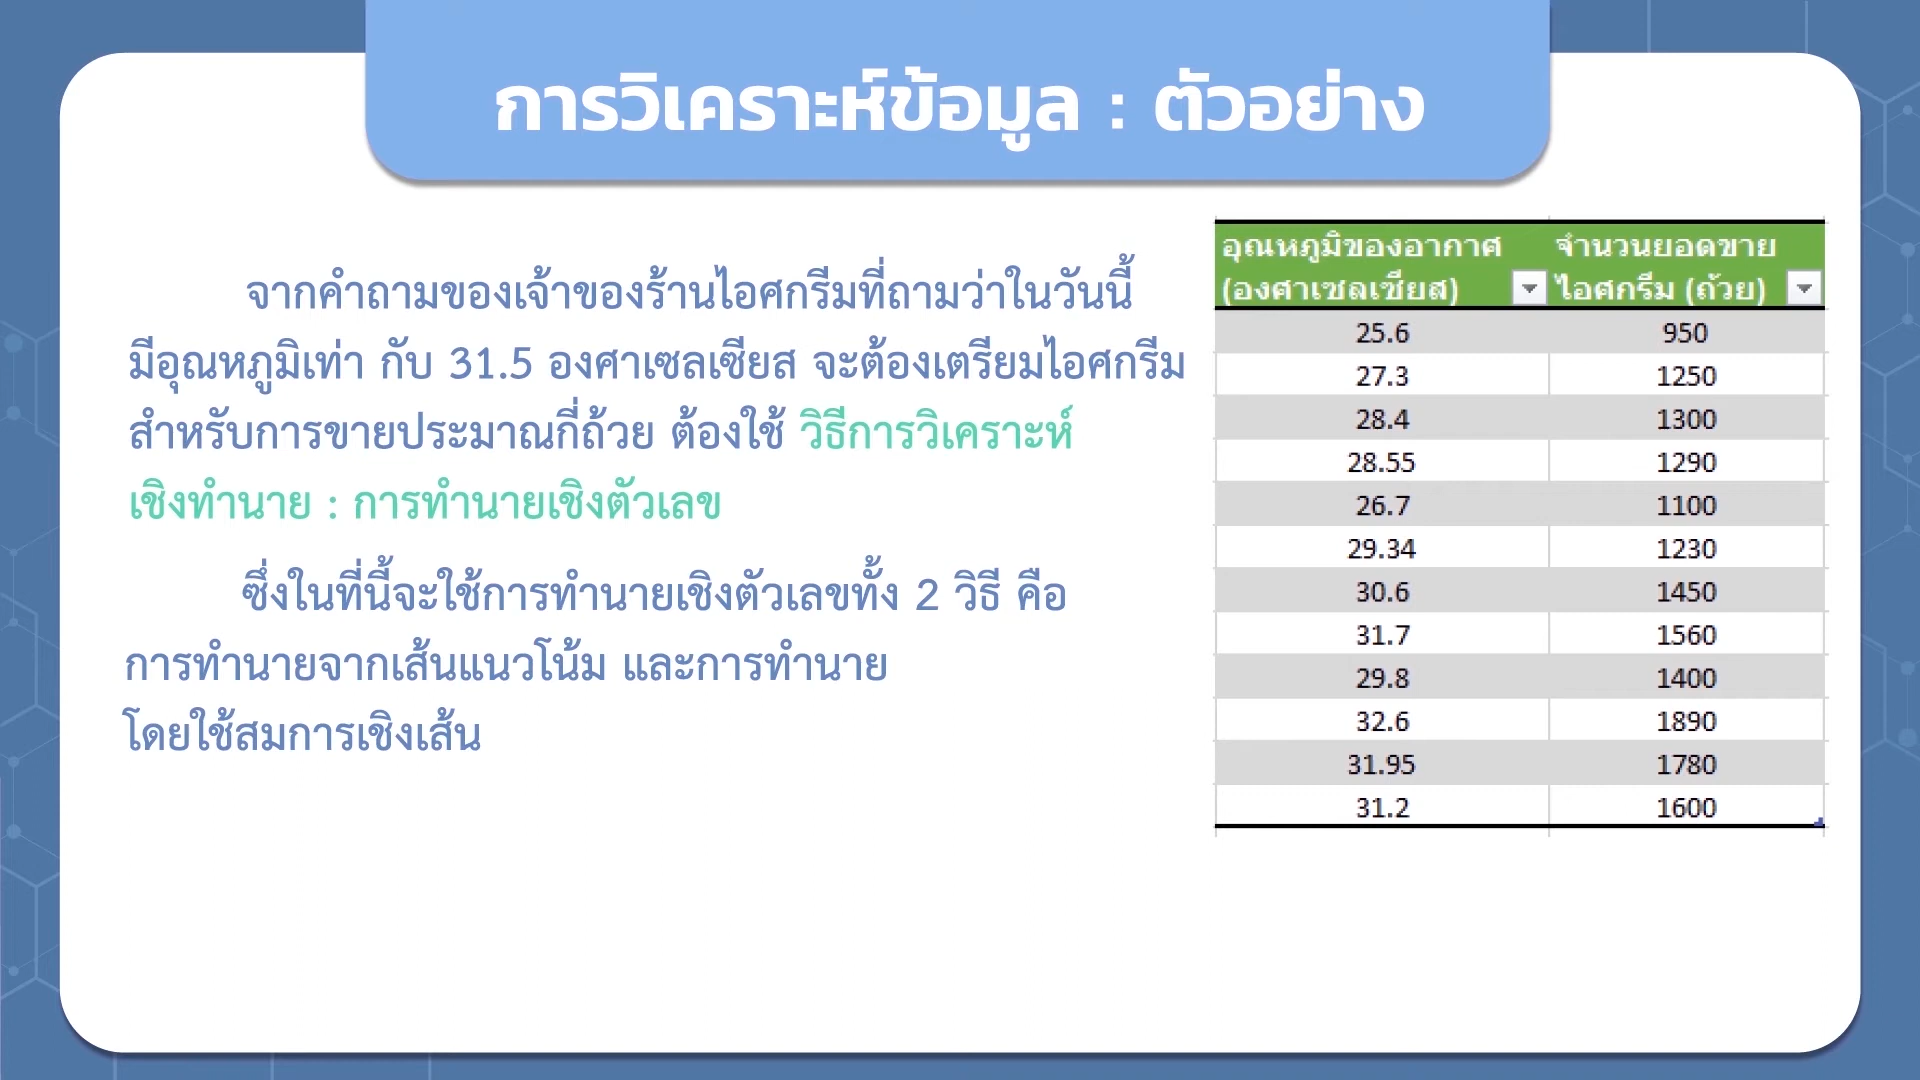 การวิเคราะห์ข้อมูล : ตัวอย่าง
จากคำถามของเจ้าของร้านไอศกรีมที่ถามว่าในวันนี้
มีอุณหภูมิเท่า กับ 31.5 องศาเซลเซียส จะต้องเตรียมไอศกรีม
สำหรับการขายประมาณกี่ถ้วย ต้องใช้ วิธีการวิเคราะห์
เชิงทำนาย : การทำนายเชิงตัวเลข
ซึ่งในที่นี้จะใช้การทำนายเชิงตัวเลขทั้ง 2 วิธี คือ
การทำนายจากเส้นแนวโน้ม และการทำนาย
โดยใช้สมการเชิงเส้น
อุณหภูมิของอากาศ จำนวนยอดขาย
(องศาเซลเซียส) ไอศกรีม (ถ้วย)
25.6 950
27.3 1250
28.4 1300
28.55 1290
26.7 1100
29.34 1230
30.6 1450
31.7 1560
29.8 1400
32.6 1890
31.95 1780
31.2 1600